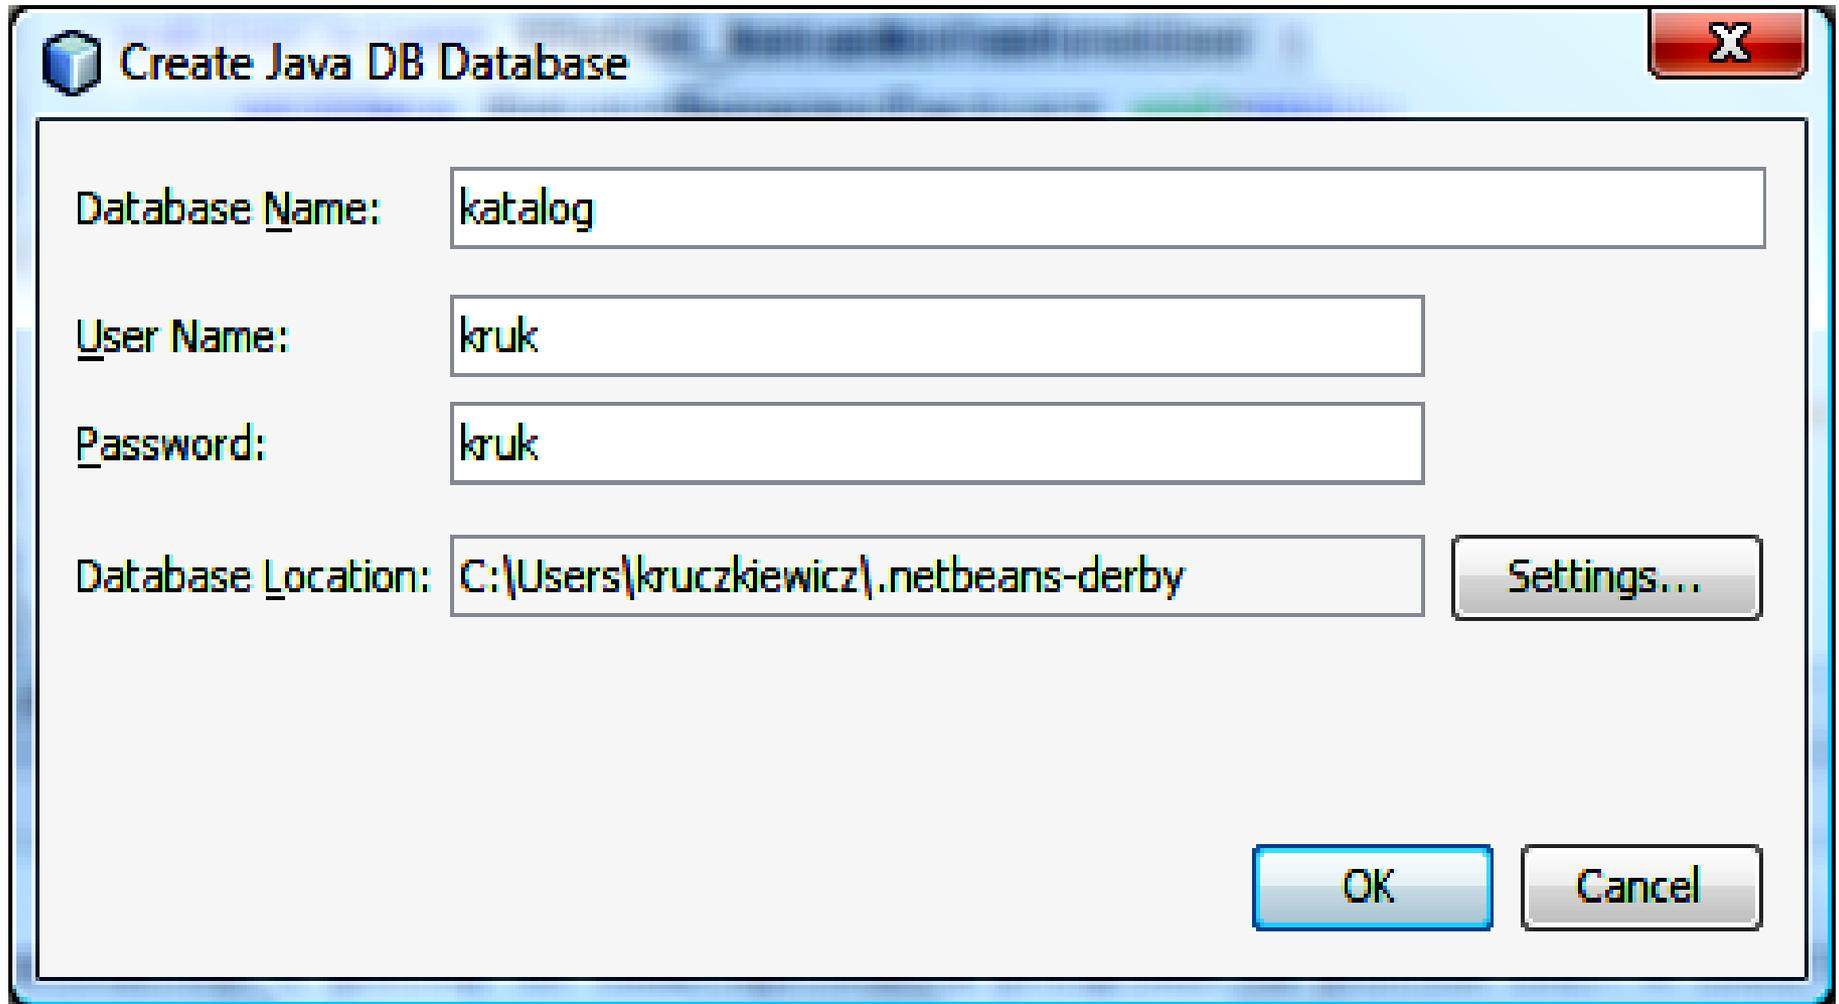 Create Java DB Database
Database Name: katalog
User Name: kruk
Password: kruk
Database Location: C:\Users\kruczkiewicz\.netbeans-derby Settings...
OK Cancel